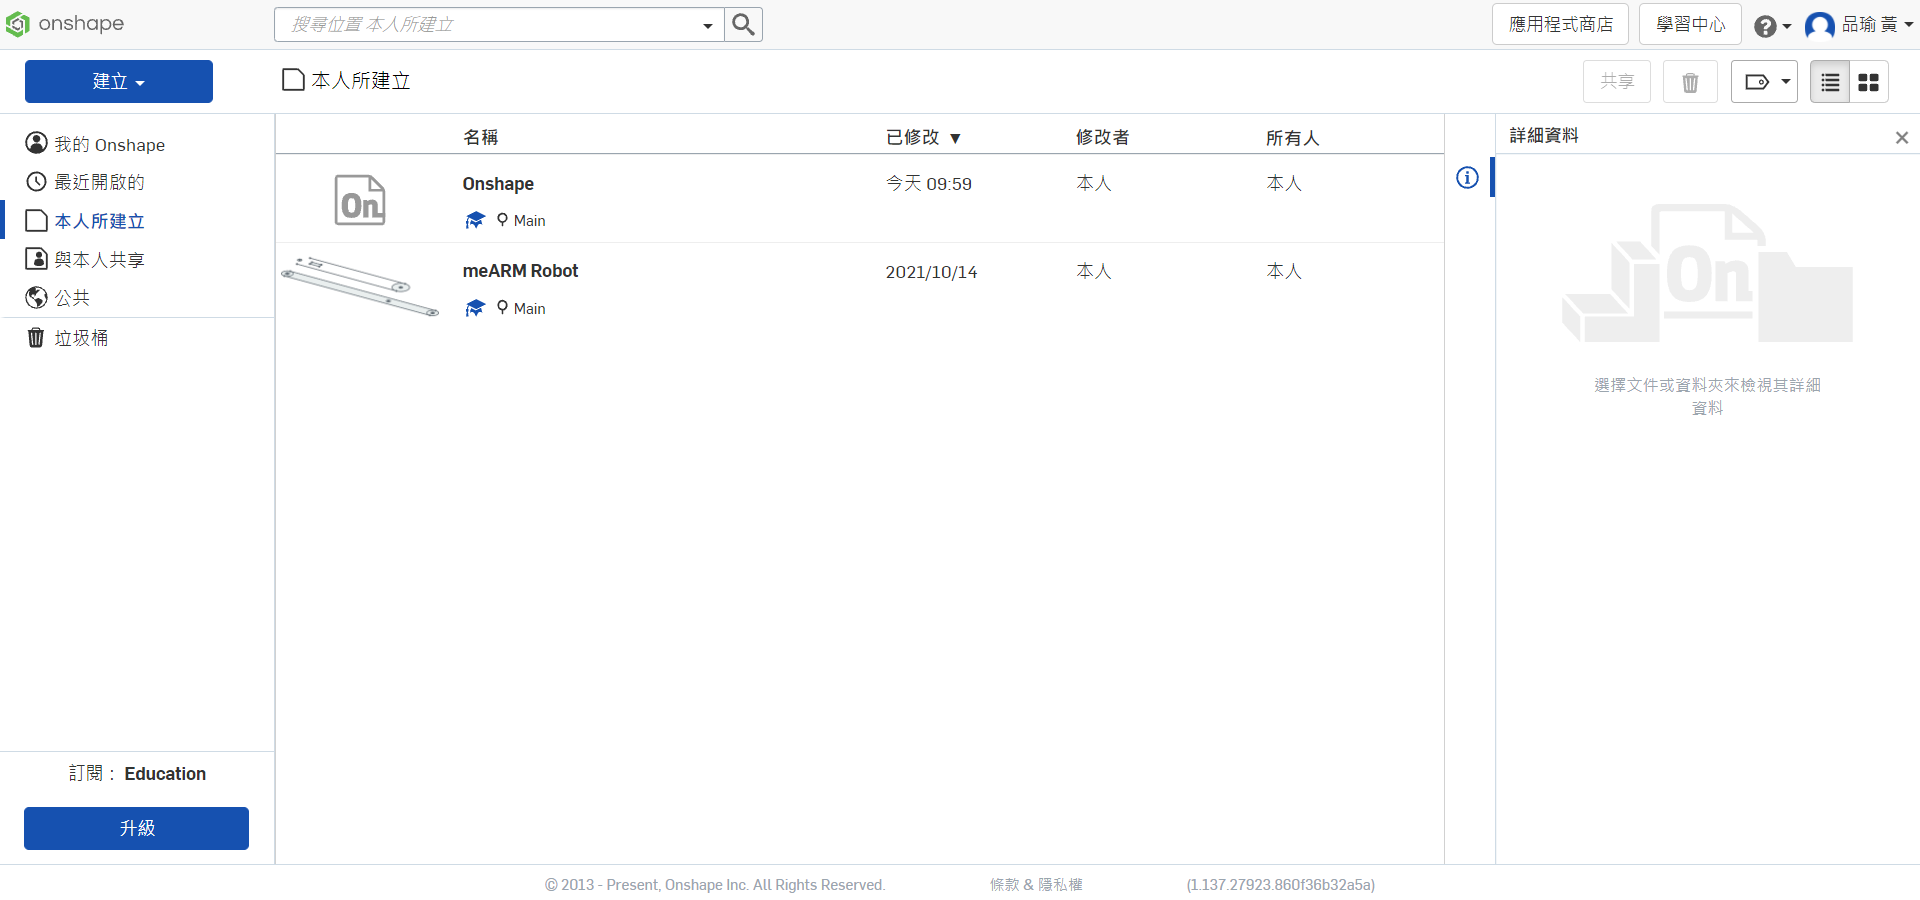 onshape
搜尋位置 本人所建立
應用程式商店
學習中心
品瑜 黃
建立
本人所建立
共享
我的 Onshape
最近開啟的
本人所建立
與本人共享
公共
垃圾桶
名稱 已修改 ▼ 修改者 所有人
On
Onshape 今天 09:59 本人 本人
Main
meARM Robot 2021/10/14 本人 本人
Main
詳細資料
On
選擇文件或資料夾來檢視其詳細
資料
訂閱： Education
升級
© 2013 - Present, Onshape Inc. All Rights Reserved. 條款 & 隱私權 (1.137.27923.860f36b32a5a)